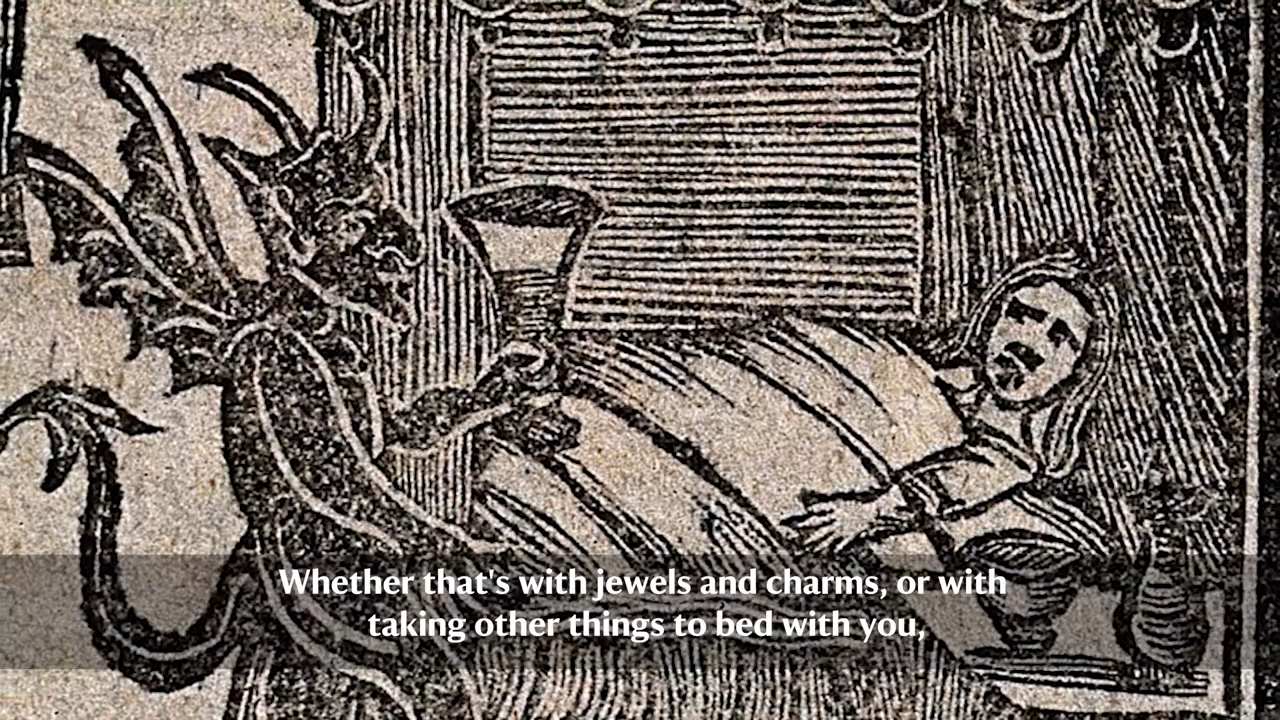 Whether that's with jewels and charms, or with
taking other things to bed with you,